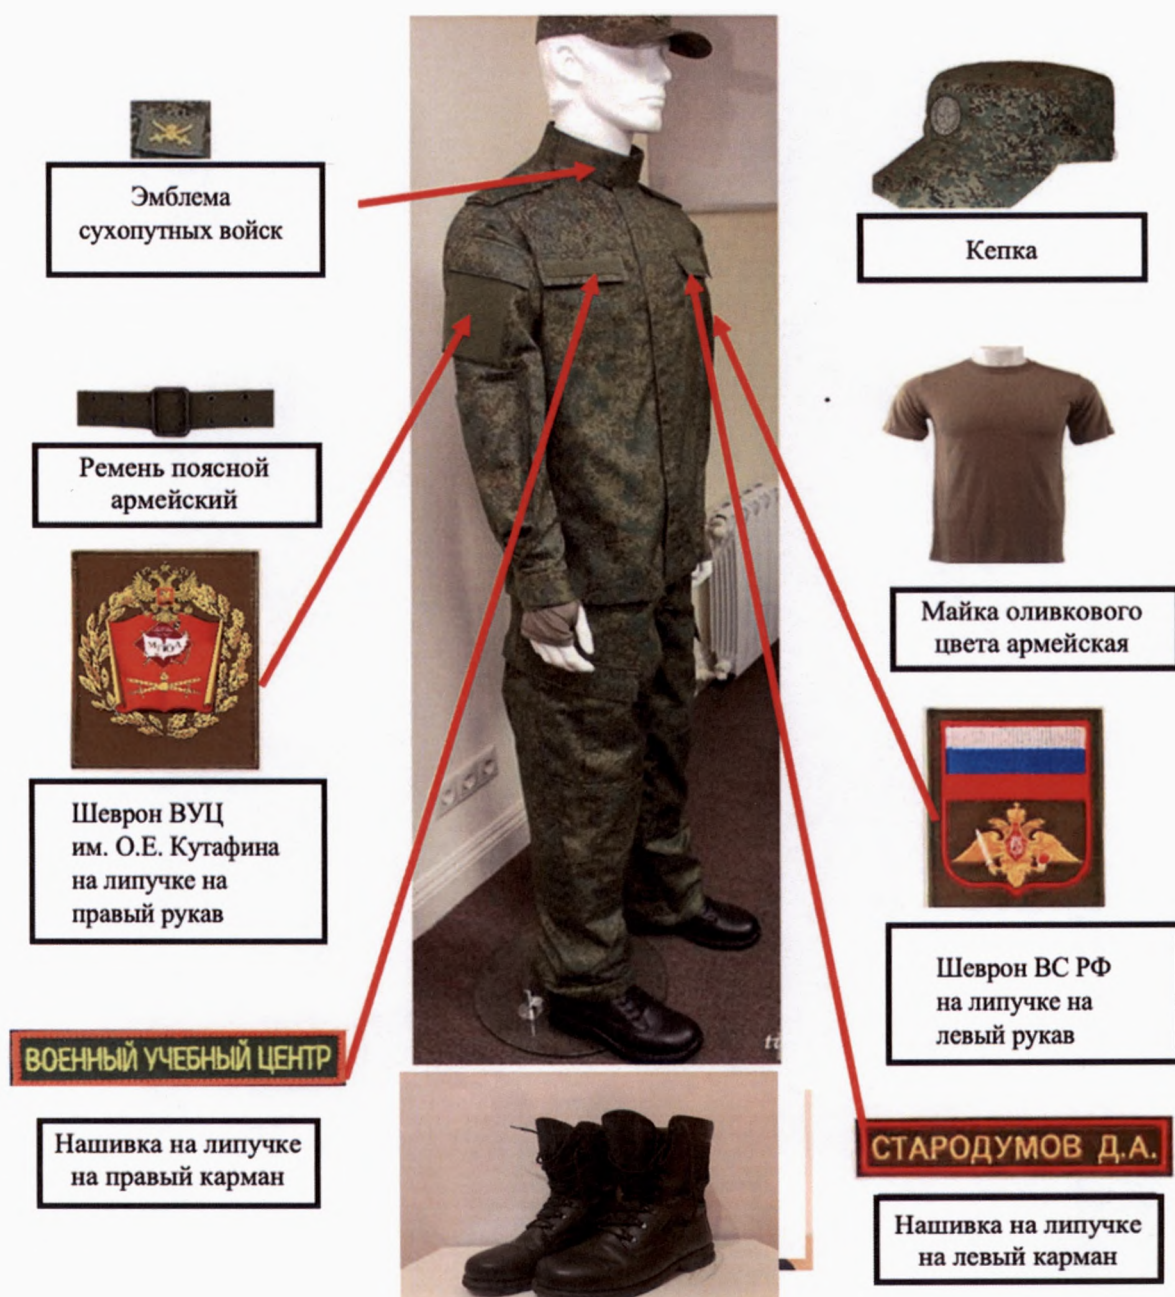 Эмблема
сухопутных войск
Кепка
Ремень поясной
армейский
Майка оливкового
цвета армейская
Шеврон ВУЦ
им. О.Е. Кутафина
на липучке на
правый рукав
Шеврон ВС РФ
на липучке на
левый рукав
ВОЕННЫЙ УЧЕБНЫЙ ЦЕНТР
Нашивка на липучке
на правый карман
СТАРОДУМОВ Д.А.
Нашивка на липучке
на левый карман